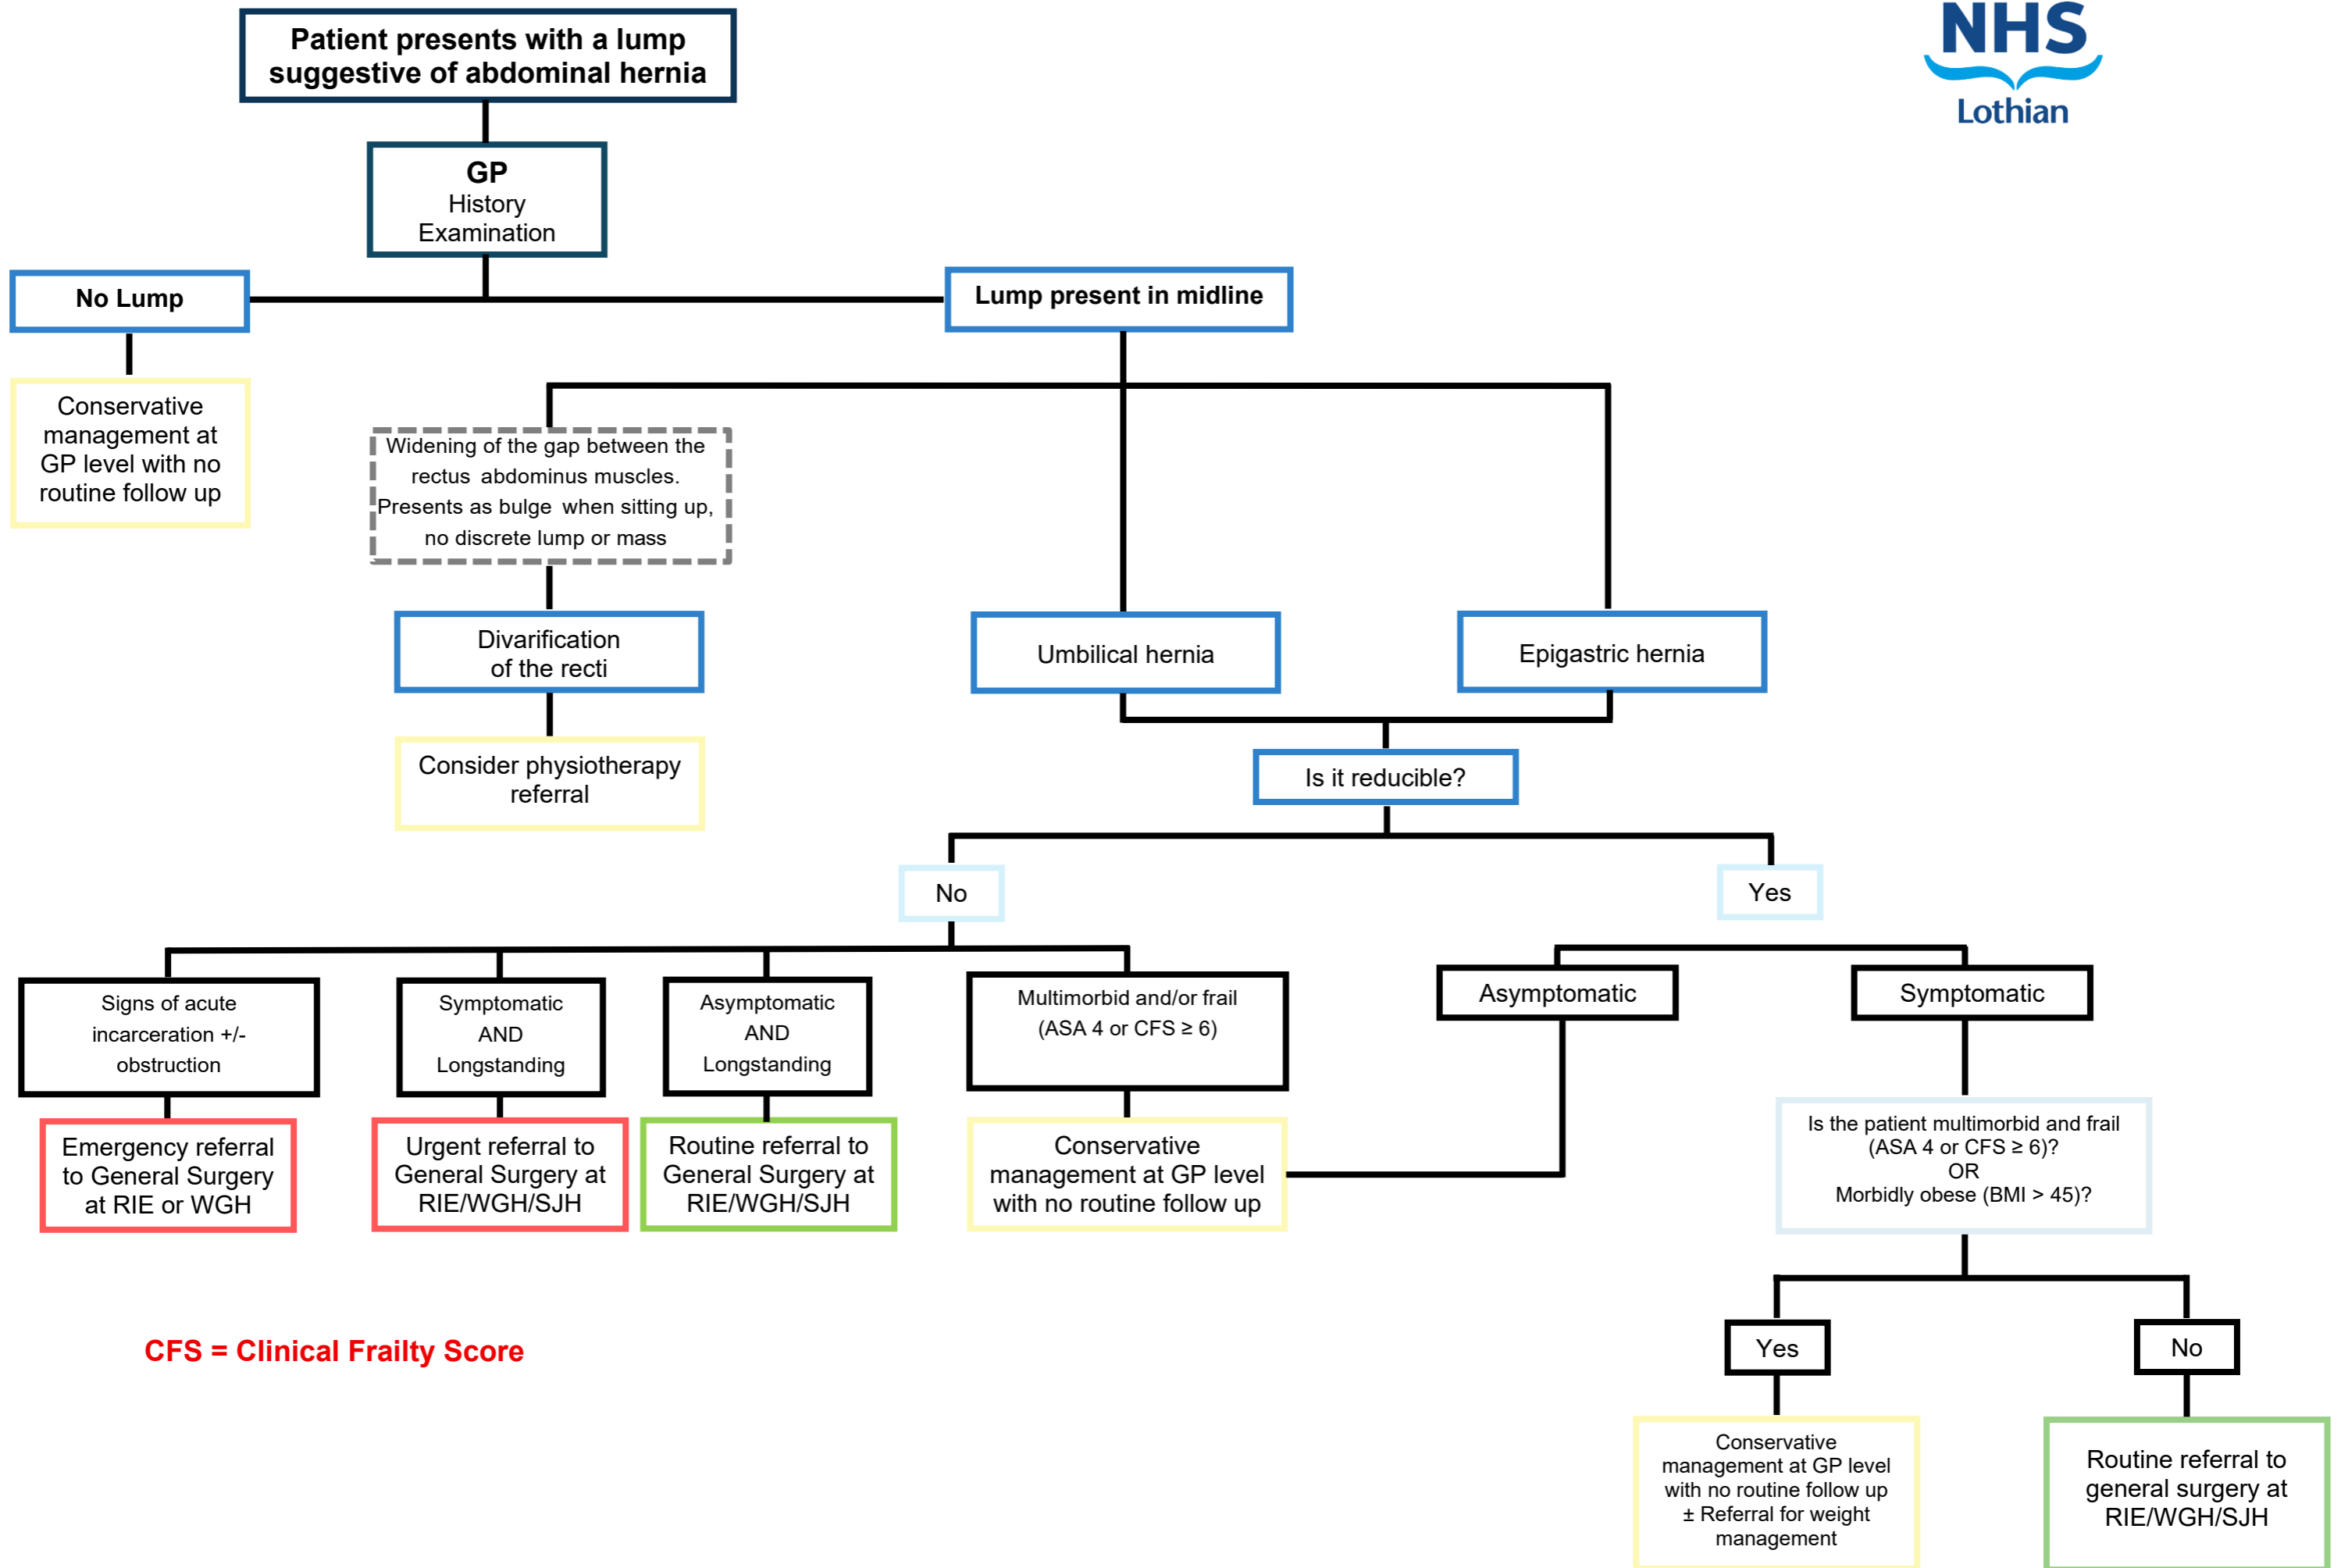 NHS
Lothian
Patient presents with a lump
suggestive of abdominal hernia
GP
History
Examination
No Lump
Lump present in midline
Conservative
management at
GP level with no
routine follow up
Widening of the gap between the
rectus abdominus muscles.
Presents as bulge when sitting up,
no discrete lump or mass
Divarification
of the recti
Umbilical hernia
Epigastric hernia
Consider physiotherapy
referral
Is it reducible?
No
Yes
Signs of acute
incarceration +/-
obstruction
Symptomatic
AND
Longstanding
Asymptomatic
AND
Longstanding
Multimorbid and/or frail
(ASA 4 or CFS ≥ 6)
Asymptomatic
Symptomatic
Emergency referral
to General Surgery
at RIE or WGH
Urgent referral to
General Surgery at
RIE/WGH/SJH
Routine referral to
General Surgery at
RIE/WGH/SJH
Conservative
management at GP level
with no routine follow up
Is the patient multimorbid and frail
(ASA 4 or CFS ≥ 6)?
OR
Morbidly obese (BMI > 45)?
Yes
No
CFS = Clinical Frailty Score
Conservative
management at GP level
with no routine follow up
± Referral for weight
management
Routine referral to
general surgery at
RIE/WGH/SJH